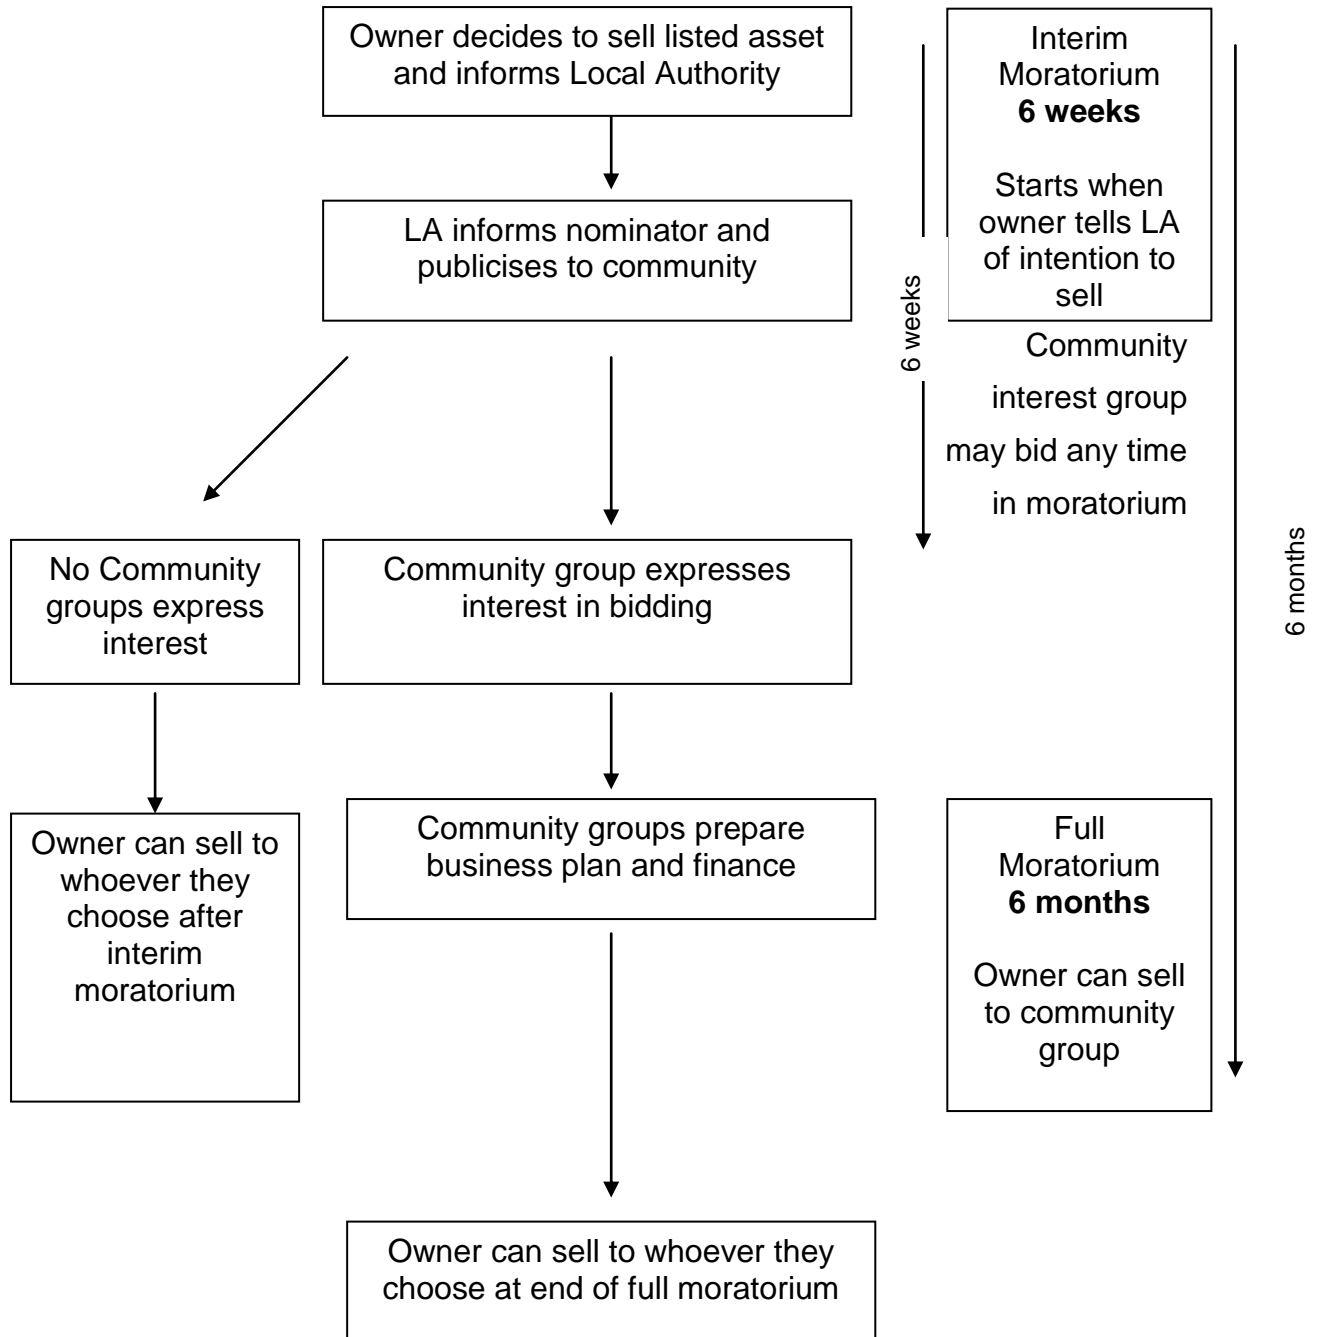 Owner decides to sell listed asset
and informs Local Authority
LA informs nominator and
publicises to community
No Community
groups express
interest
Community group expresses
interest in bidding
Owner can sell to
whoever they
choose after
interim
moratorium
Community groups prepare
business plan and finance
Owner can sell to whoever they
choose at end of full moratorium
6 weeks
Interim
Moratorium
6 weeks
Starts when
owner tells LA
of intention to
sell
Community
interest group
may bid any time
in moratorium
Full
Moratorium
6 months
Owner can sell
to community
group
6 months